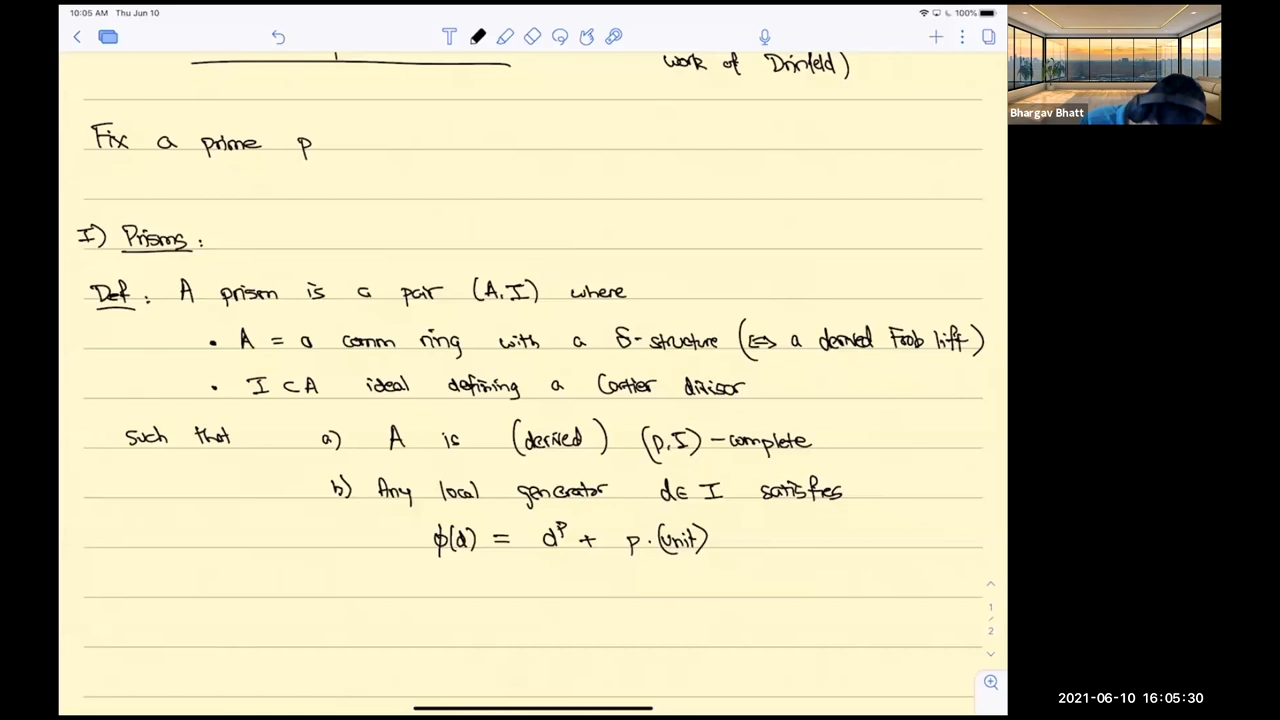 10:05 AM Thu Jun 10
100%
work of Drinfeld)
Fix a prime p
I) Prisms:
Def: A prism is a pair (A, I) where
• A = a comm ring with a δ-structure (⟺ a derived Frob lift)
• I ⊂ A ideal defining a Cartier divisor
such that a) A is (derived) (p, I)-complete
b) Any local generator d ∈ I satisfies
ϕ(d) = d^p + p·(unit)
1
/
2
Bhargav Bhatt
2021-06-10 16:05:30